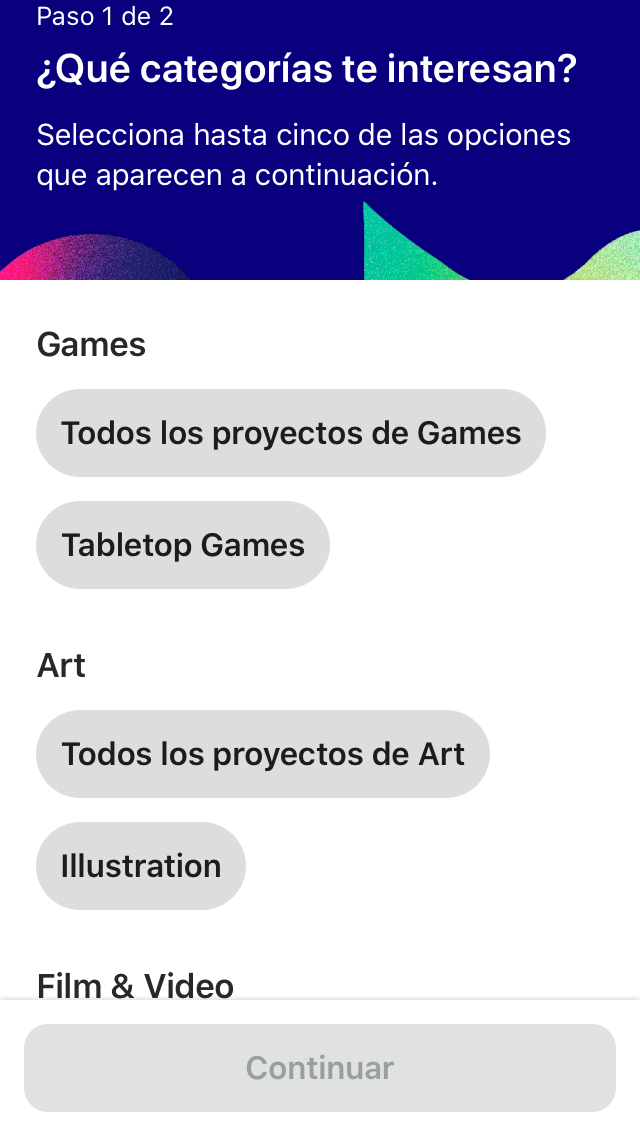 Paso 1 de 2
¿Qué categorías te interesan?
Selecciona hasta cinco de las opciones
que aparecen a continuación.
Games
Todos los proyectos de Games
Tabletop Games
Art
Todos los proyectos de Art
Illustration
Film & Video
Continuar